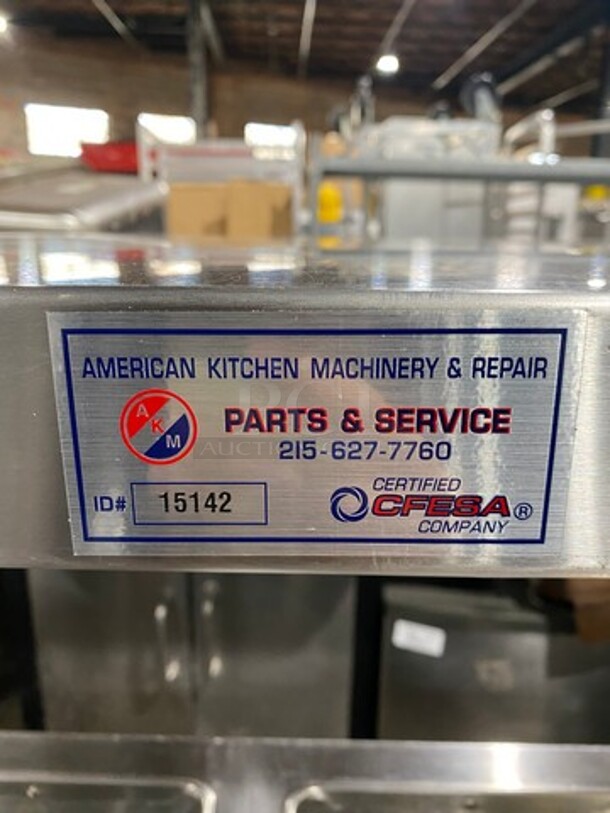 AMERICAN KITCHEN MACHINERY & REPAIR
AKM
PARTS & SERVICE
215-627-7760
ID# 15142
CERTIFIED
CFESA®
COMPANY